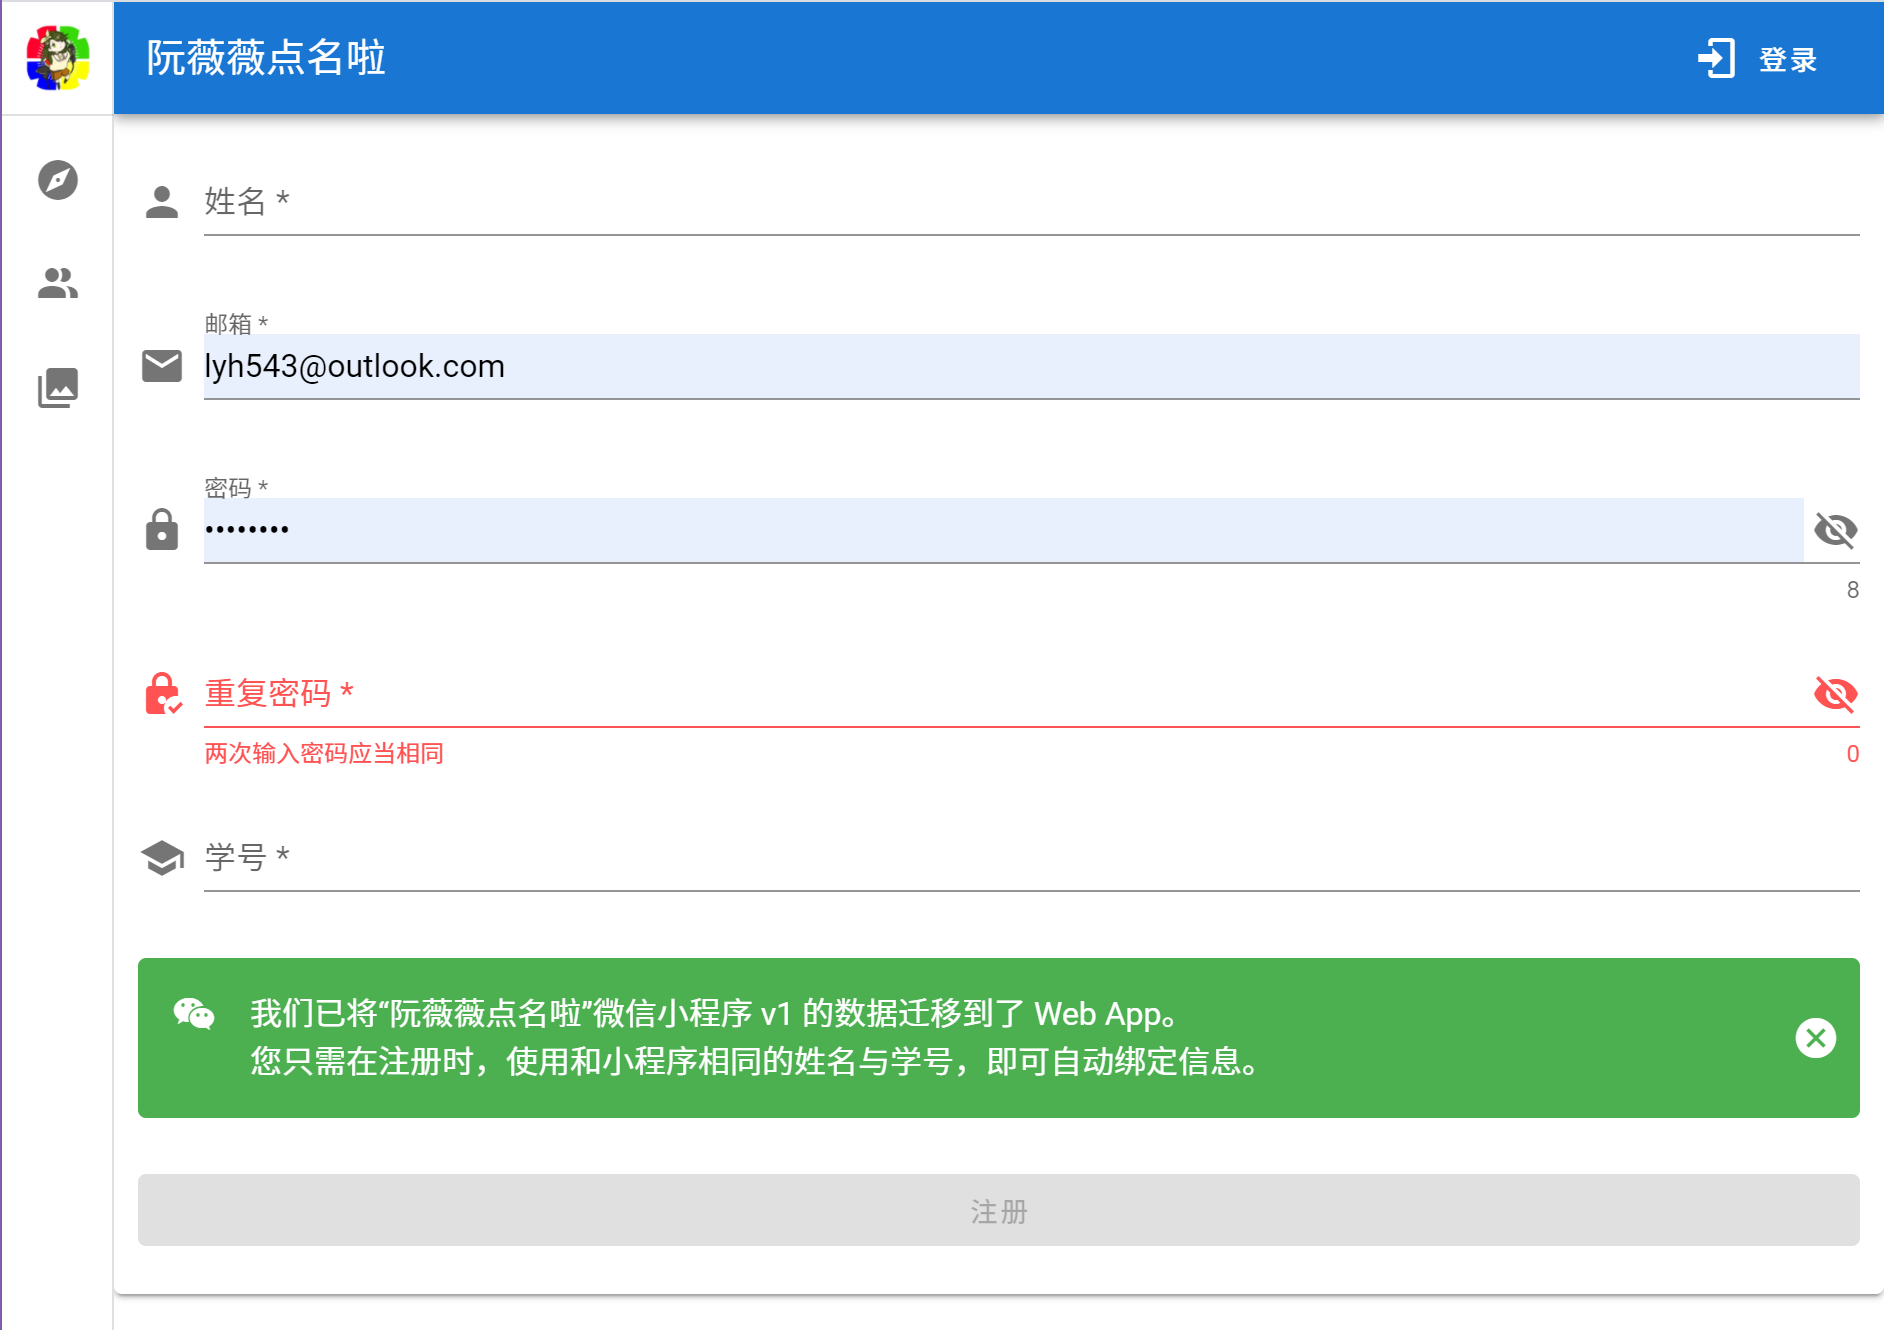 阮薇薇点名啦
登录
姓名 *
邮箱 *
lyh543@outlook.com
密码 *
••••••••
8
重复密码 *
两次输入密码应当相同
0
学号 *
我们已将“阮薇薇点名啦”微信小程序 v1 的数据迁移到了 Web App。
您只需在注册时，使用和小程序相同的姓名与学号，即可自动绑定信息。
注册